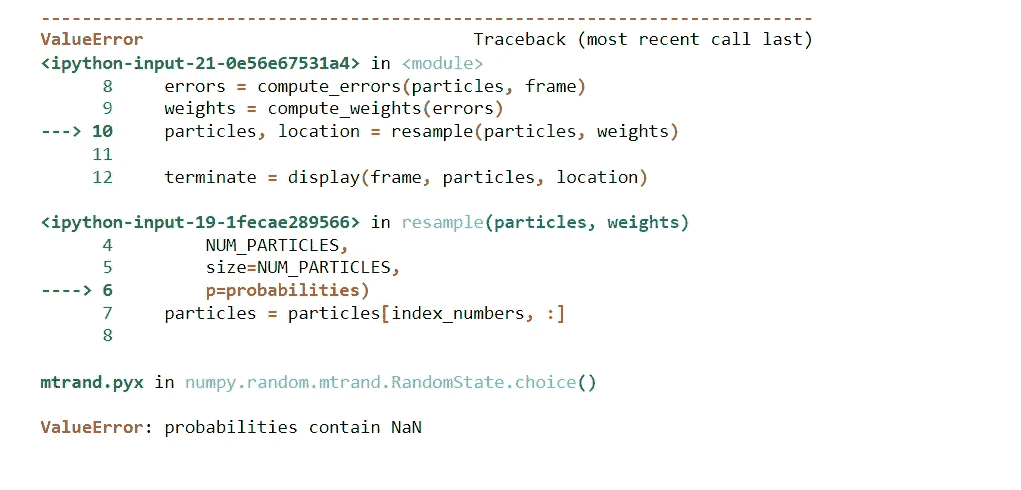 ---------------------------------------------------------------------------
ValueError                                Traceback (most recent call last)
<ipython-input-21-0e56e67531a4> in <module>
      8     errors = compute_errors(particles, frame)
      9     weights = compute_weights(errors)
---> 10     particles, location = resample(particles, weights)
     11
     12     terminate = display(frame, particles, location)
<ipython-input-19-1fecae289566> in resample(particles, weights)
      4         NUM_PARTICLES,
      5         size=NUM_PARTICLES,
----> 6         p=probabilities)
      7     particles = particles[index_numbers, :]
      8
mtrand.pyx in numpy.random.mtrand.RandomState.choice()
ValueError: probabilities contain NaN